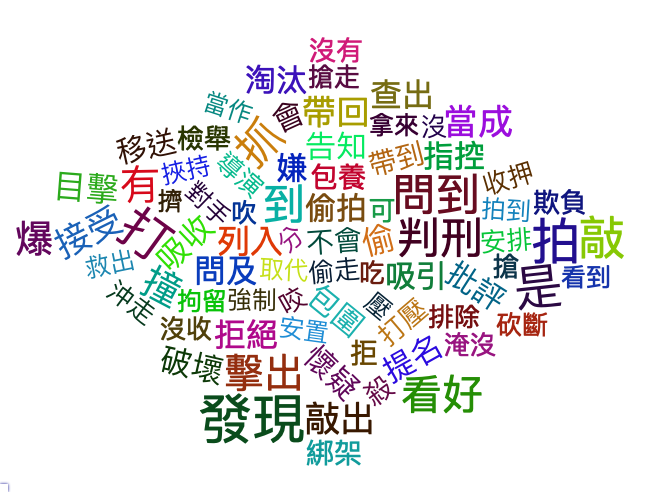 沒有
淘汰
搶走
查出
當作
會
帶回
拿來
沒
當成
移送
檢舉
抓
告知
指控
挾持
導演
嫌
包養
帶到
收押
目擊
有
擠
對手
吹
到
偷拍
可
問到
拍到
欺負
爆
接受
打
吸收
列入
分
不會
偷
判刑
安排
拍
敲
救出
撞
問及
取代
偷走
吃
吸引
批評
搶
是
看到
沖走
拘留
強制
咬
包圍
壓
打壓
排除
砍斷
沒收
拒絕
安置
拒
提名
淹沒
破壞
擊出
懷疑
殺
看好
發現
敲出
綁架